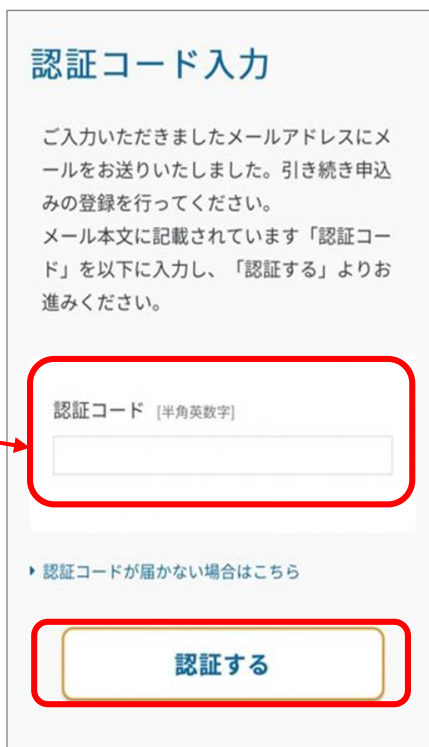 認証コード入力
ご入力いただきましたメールアドレスにメ
ールをお送りいたしました。引き続き申込
みの登録を行ってください。
メール本文に記載されています「認証コー
ド」を以下に入力し、「認証する」よりお
進みください。
認証コード [半角英数字]
認証コードが届かない場合はこちら
認証する